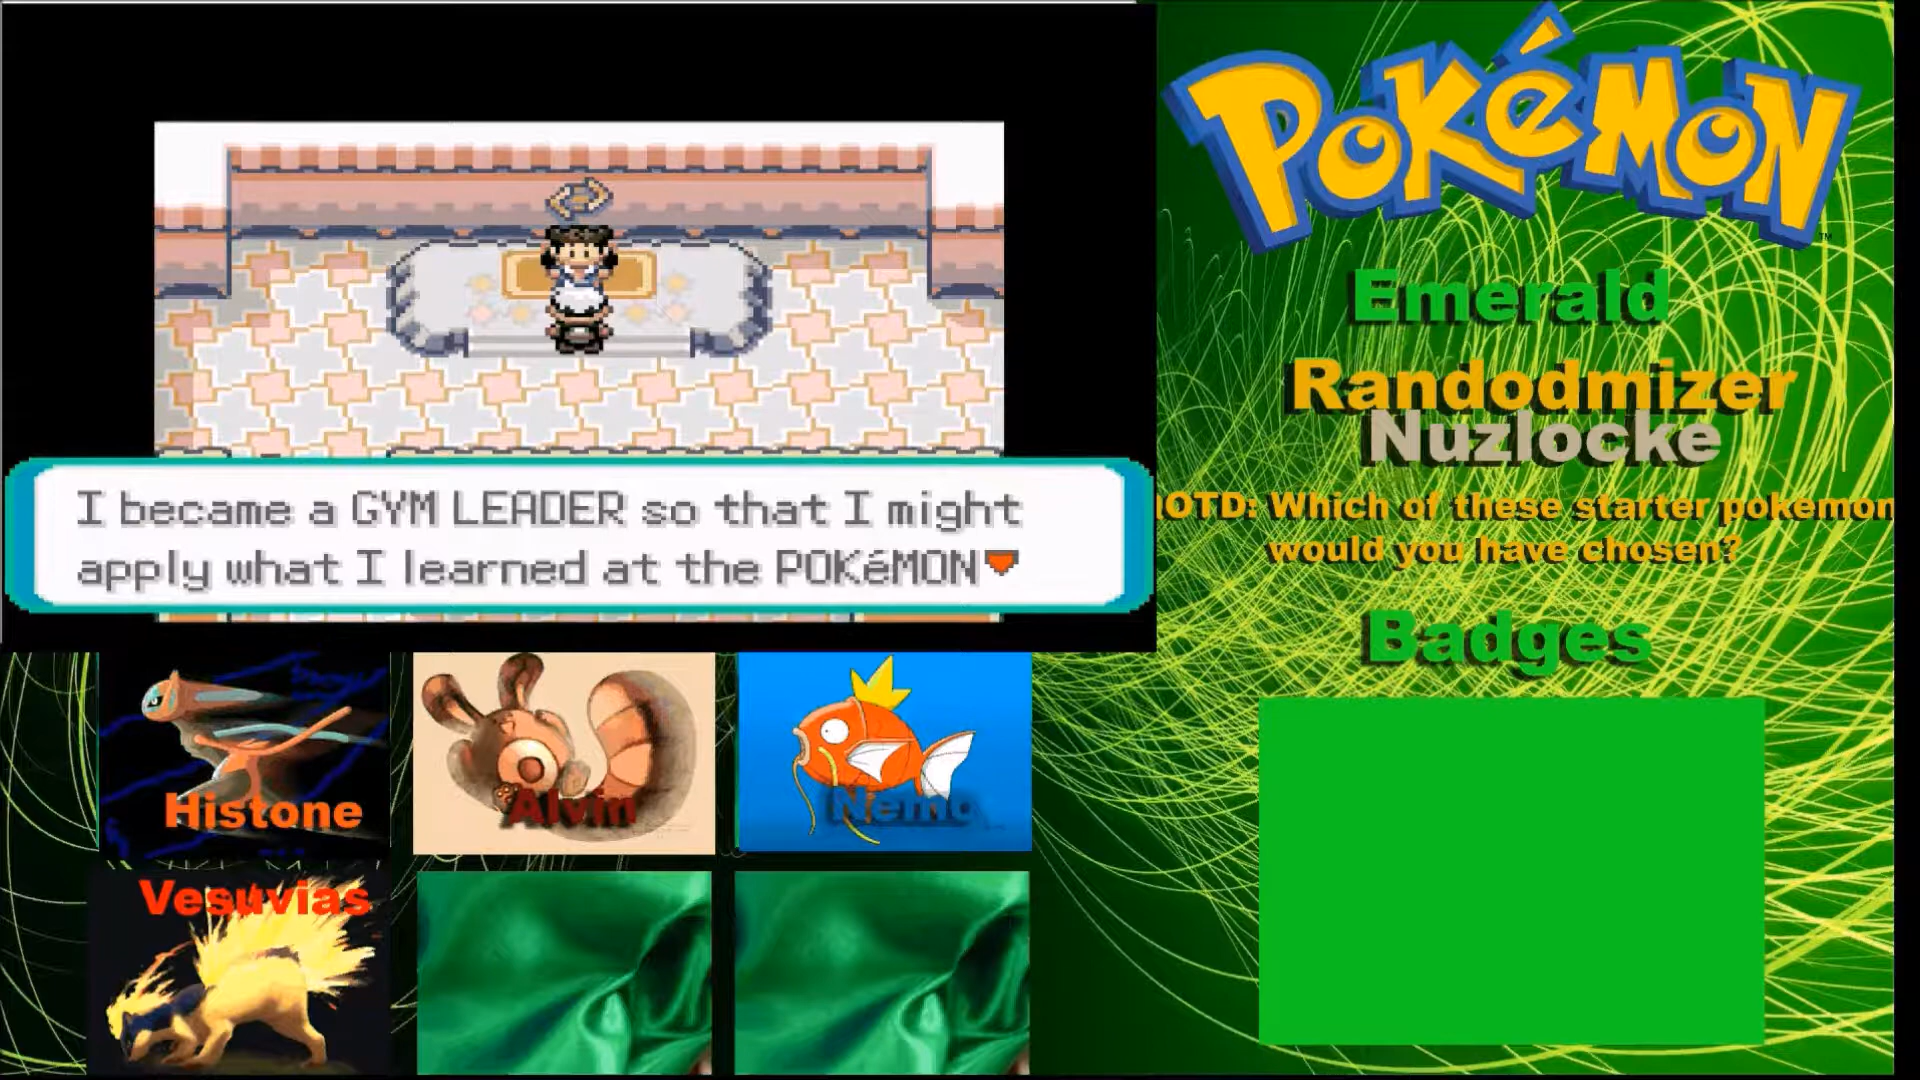 POKéMON
TM
Emerald
Randodmizer
Nuzlocke
OTD: Which of these starter pokemon
would you have chosen?
Badges
I became a GYM LEADER so that I might
apply what I learned at the POKéMON
Histone
Alvin
Nemo
Vesuvias